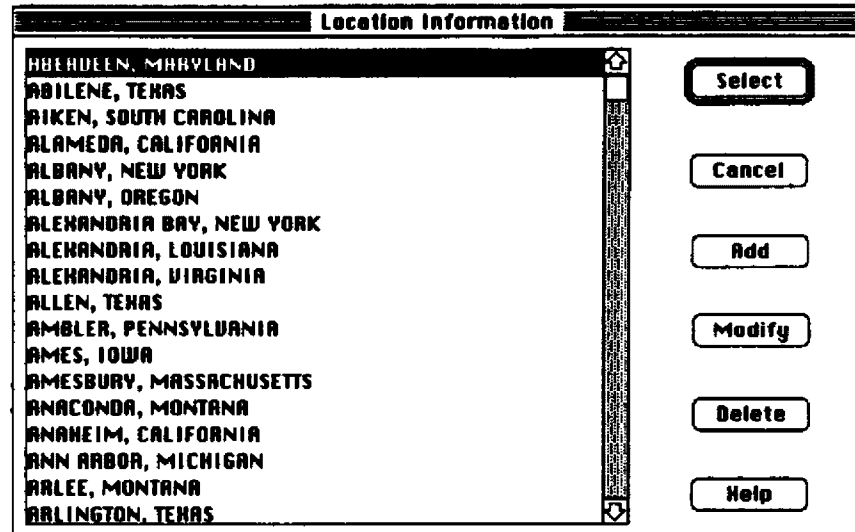 Location Information
ABERDEEN, MARYLAND
ABILENE, TEXAS
AIKEN, SOUTH CAROLINA
ALAMEDA, CALIFORNIA
ALBANY, NEW YORK
ALBANY, OREGON
ALEXANDRIA BAY, NEW YORK
ALEXANDRIA, LOUISIANA
ALEXANDRIA, VIRGINIA
ALLEN, TEXAS
AMBLER, PENNSYLVANIA
AMES, IOWA
AMESBURY, MASSACHUSETTS
ANACONDA, MONTANA
ANAHEIM, CALIFORNIA
ANN ARBOR, MICHIGAN
ARLEE, MONTANA
ARLINGTON, TEXAS
Select
Cancel
Add
Modify
Delete
Help